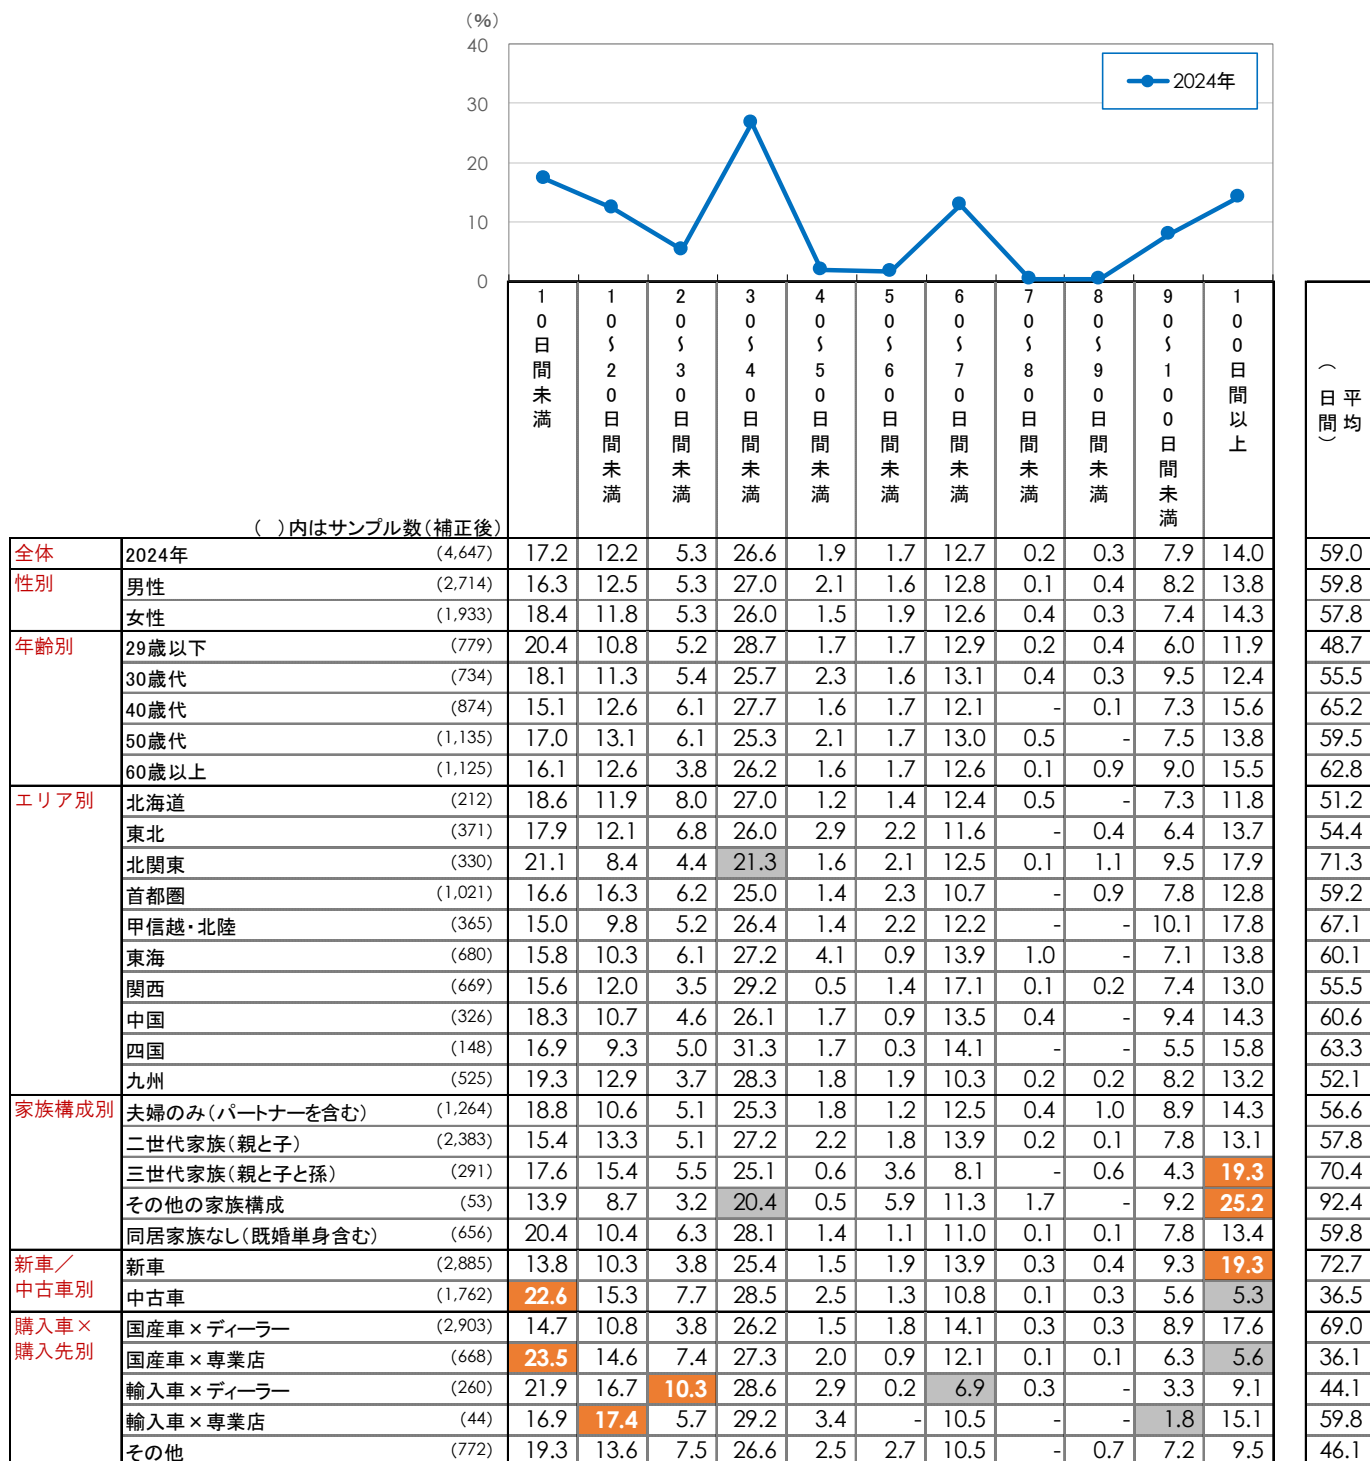 (%)
40
30
20
10
0
2024年
10日間未満
10〜20日間未満
20〜30日間未満
30〜40日間未満
40〜50日間未満
50〜60日間未満
60〜70日間未満
70〜80日間未満
80〜90日間未満
90〜100日間未満
100日間以上
平均
(日間)
( )内はサンプル数(補正後)
全体 2024年 (4,647) 17.2 12.2 5.3 26.6 1.9 1.7 12.7 0.2 0.3 7.9 14.0 59.0
性別 男性 (2,714) 16.3 12.5 5.3 27.0 2.1 1.6 12.8 0.1 0.4 8.2 13.8 59.8
女性 (1,933) 18.4 11.8 5.3 26.0 1.5 1.9 12.6 0.4 0.3 7.4 14.3 57.8
年齢別 29歳以下 (779) 20.4 10.8 5.2 28.7 1.7 1.7 12.9 0.2 0.4 6.0 11.9 48.7
30歳代 (734) 18.1 11.3 5.4 25.7 2.3 1.6 13.1 0.4 0.3 9.5 12.4 55.5
40歳代 (874) 15.1 12.6 6.1 27.7 1.6 1.7 12.1 - 0.1 7.3 15.6 65.2
50歳代 (1,135) 17.0 13.1 6.1 25.3 2.1 1.7 13.0 0.5 - 7.5 13.8 59.5
60歳以上 (1,125) 16.1 12.6 3.8 26.2 1.6 1.7 12.6 0.1 0.9 9.0 15.5 62.8
エリア別 北海道 (212) 18.6 11.9 8.0 27.0 1.2 1.4 12.4 0.5 - 7.3 11.8 51.2
東北 (371) 17.9 12.1 6.8 26.0 2.9 2.2 11.6 - 0.4 6.4 13.7 54.4
北関東 (330) 21.1 8.4 4.4 21.3 1.6 2.1 12.5 0.1 1.1 9.5 17.9 71.3
首都圏 (1,021) 16.6 16.3 6.2 25.0 1.4 2.3 10.7 - 0.9 7.8 12.8 59.2
甲信越・北陸 (365) 15.0 9.8 5.2 26.4 1.4 2.2 12.2 - - 10.1 17.8 67.1
東海 (680) 15.8 10.3 6.1 27.2 4.1 0.9 13.9 1.0 - 7.1 13.8 60.1
関西 (669) 15.6 12.0 3.5 29.2 0.5 1.4 17.1 0.1 0.2 7.4 13.0 55.5
中国 (326) 18.3 10.7 4.6 26.1 1.7 0.9 13.5 0.4 - 9.4 14.3 60.6
四国 (148) 16.9 9.3 5.0 31.3 1.7 0.3 14.1 - - 5.5 15.8 63.3
九州 (525) 19.3 12.9 3.7 28.3 1.8 1.9 10.3 0.2 0.2 8.2 13.2 52.1
家族構成別 夫婦のみ(パートナーを含む) (1,264) 18.8 10.6 5.1 25.3 1.8 1.2 12.5 0.4 1.0 8.9 14.3 56.6
二世代家族(親と子) (2,383) 15.4 13.3 5.1 27.2 2.2 1.8 13.9 0.2 0.1 7.8 13.1 57.8
三世代家族(親と子と孫) (291) 17.6 15.4 5.5 25.1 0.6 3.6 8.1 - 0.6 4.3 19.3 70.4
その他の家族構成 (53) 13.9 8.7 3.2 20.4 0.5 5.9 11.3 1.7 - 9.2 25.2 92.4
同居家族なし(既婚単身含む) (656) 20.4 10.4 6.3 28.1 1.4 1.1 11.0 0.1 0.1 7.8 13.4 59.8
新車/ 新車 (2,885) 13.8 10.3 3.8 25.4 1.5 1.9 13.9 0.3 0.4 9.3 19.3 72.7
中古車別 中古車 (1,762) 22.6 15.3 7.7 28.5 2.5 1.3 10.8 0.1 0.3 5.6 5.3 36.5
購入車× 国産車×ディーラー (2,903) 14.7 10.8 3.8 26.2 1.5 1.8 14.1 0.3 0.3 8.9 17.6 69.0
購入先別 国産車×専業店 (668) 23.5 14.6 7.4 27.3 2.0 0.9 12.1 0.1 0.1 6.3 5.6 36.1
輸入車×ディーラー (260) 21.9 16.7 10.3 28.6 2.9 0.2 6.9 0.3 - 3.3 9.1 44.1
輸入車×専業店 (44) 16.9 17.4 5.7 29.2 3.4 - 10.5 - - 1.8 15.1 59.8
その他 (772) 19.3 13.6 7.5 26.6 2.5 2.7 10.5 - 0.7 7.2 9.5 46.1